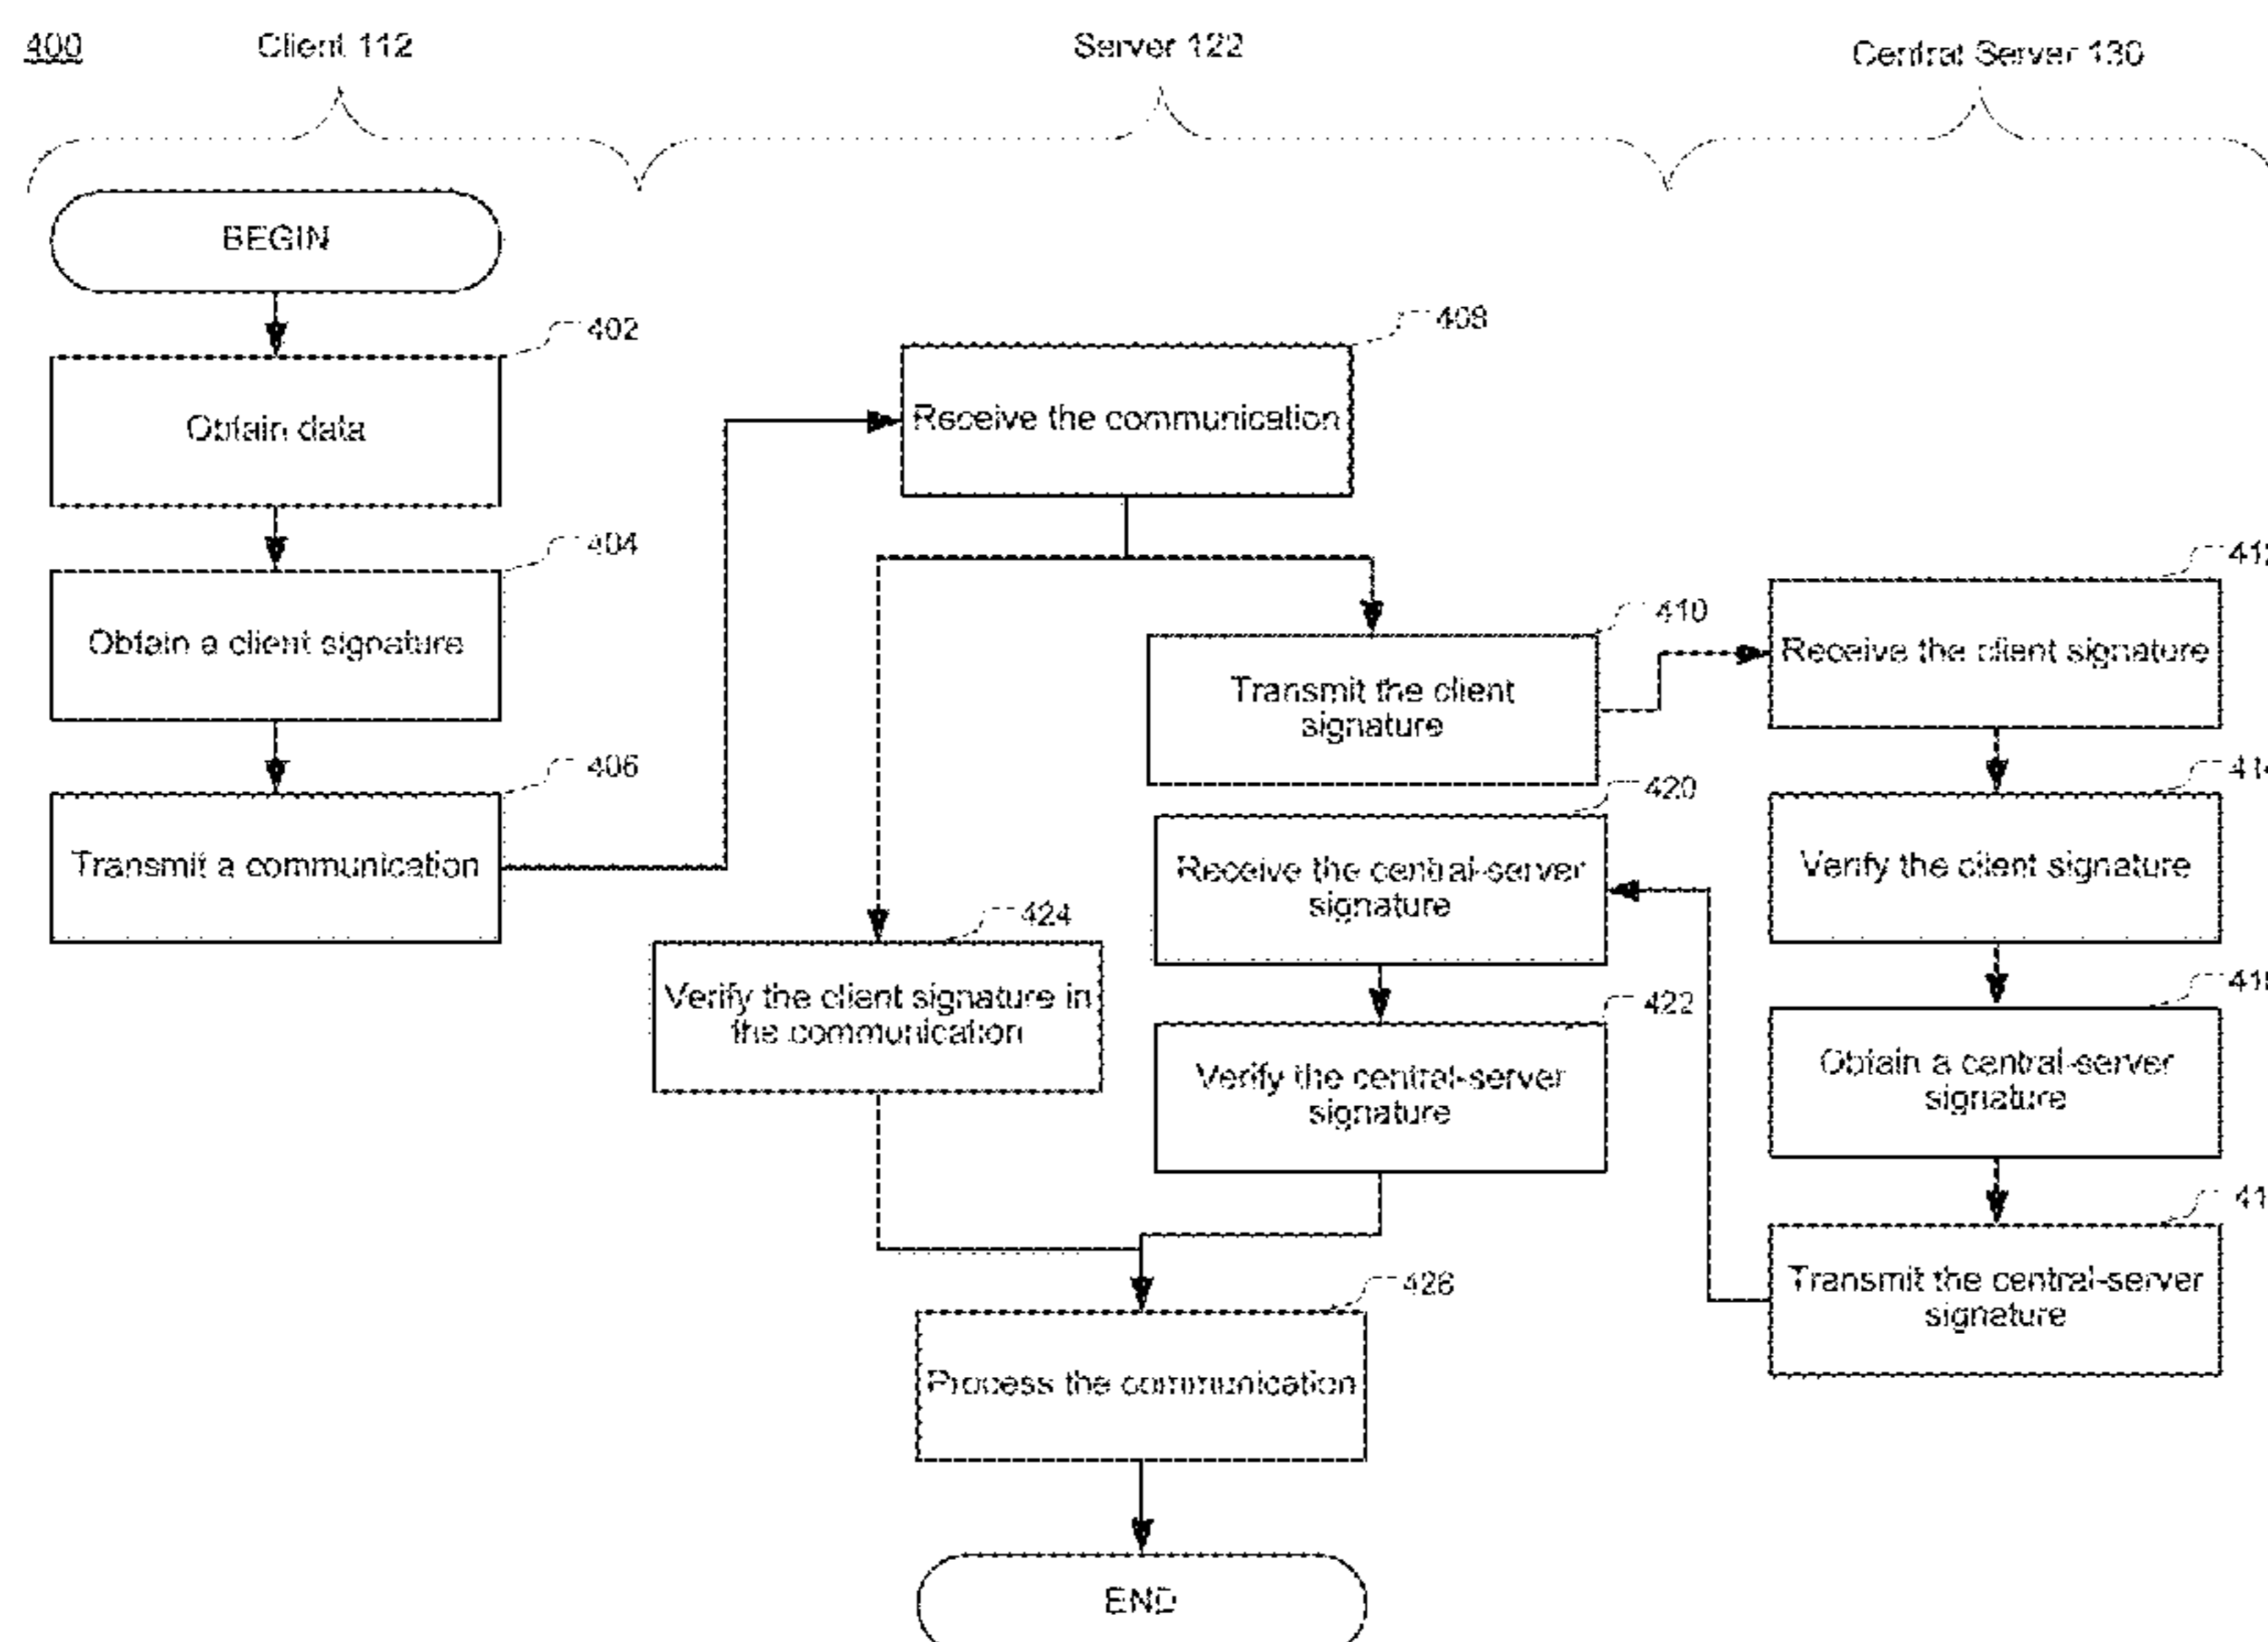 400
Client 112
Server 122
Central Server 130
BEGIN
402
Obtain data
404
Obtain a client signature
406
Transmit a communication
408
Receive the communication
410
Transmit the client
signature
412
Receive the client signature
414
Verify the client signature
Obtain a central-server
signature
Transmit the central-server
signature
420
Receive the central-server
signature
422
Verify the central-server
signature
424
Verify the client signature in
the communication
426
Process the communication
END